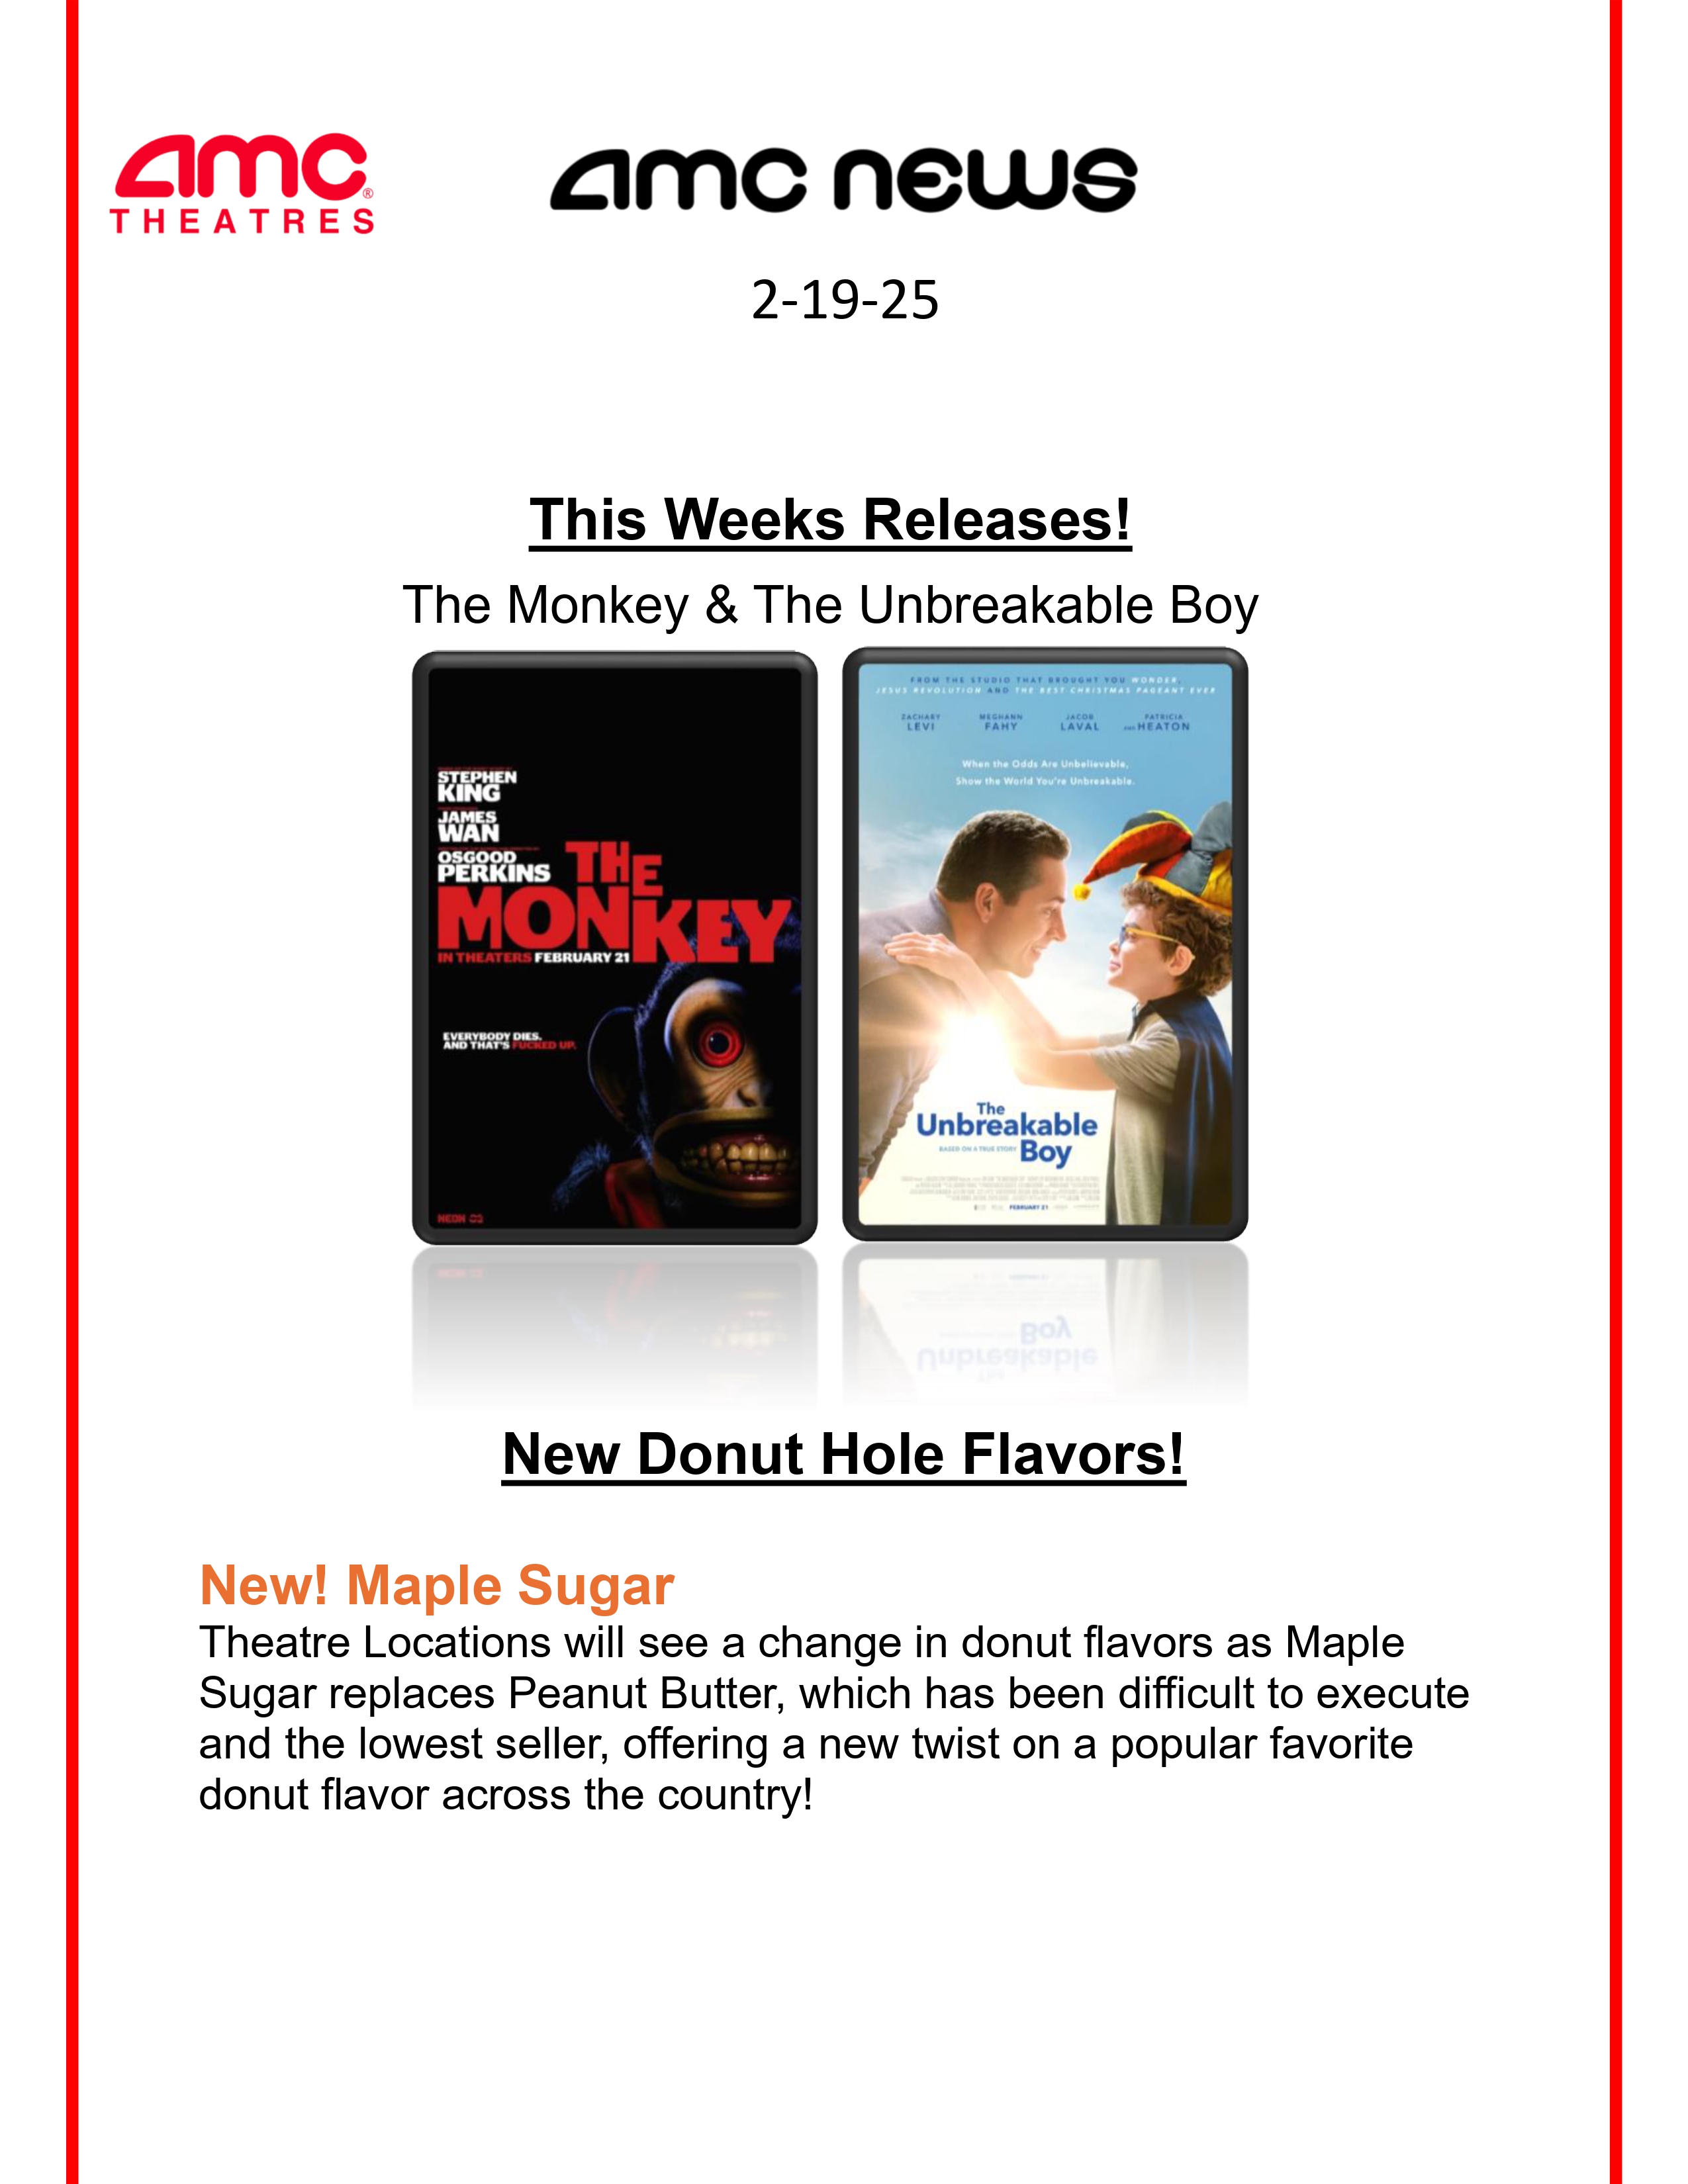 amc
THEATRES
amc news
2-19-25
This Weeks Releases!
The Monkey & The Unbreakable Boy
STEPHEN
KING
JAMES
WAN
OSGOOD
PERKINS
THE
MONKEY
IN THEATERS FEBRUARY 21
EVERYBODY DIES.
AND THAT'S FUCKED UP.
NEON
FROM THE STUDIO THAT BROUGHT YOU WONDER,
JESUS REVOLUTION AND THE BEST CHRISTMAS PAGEANT EVER
ZACHARY LEVI MEGHANN FAHY JACOB LAVAL AND PATRICIA HEATON
When the Odds Are Unbelievable,
Show the World You're Unbreakable.
The
Unbreakable
BASED ON A TRUE STORY Boy
FEBRUARY 21
New Donut Hole Flavors!
New! Maple Sugar
Theatre Locations will see a change in donut flavors as Maple
Sugar replaces Peanut Butter, which has been difficult to execute
and the lowest seller, offering a new twist on a popular favorite
donut flavor across the country!